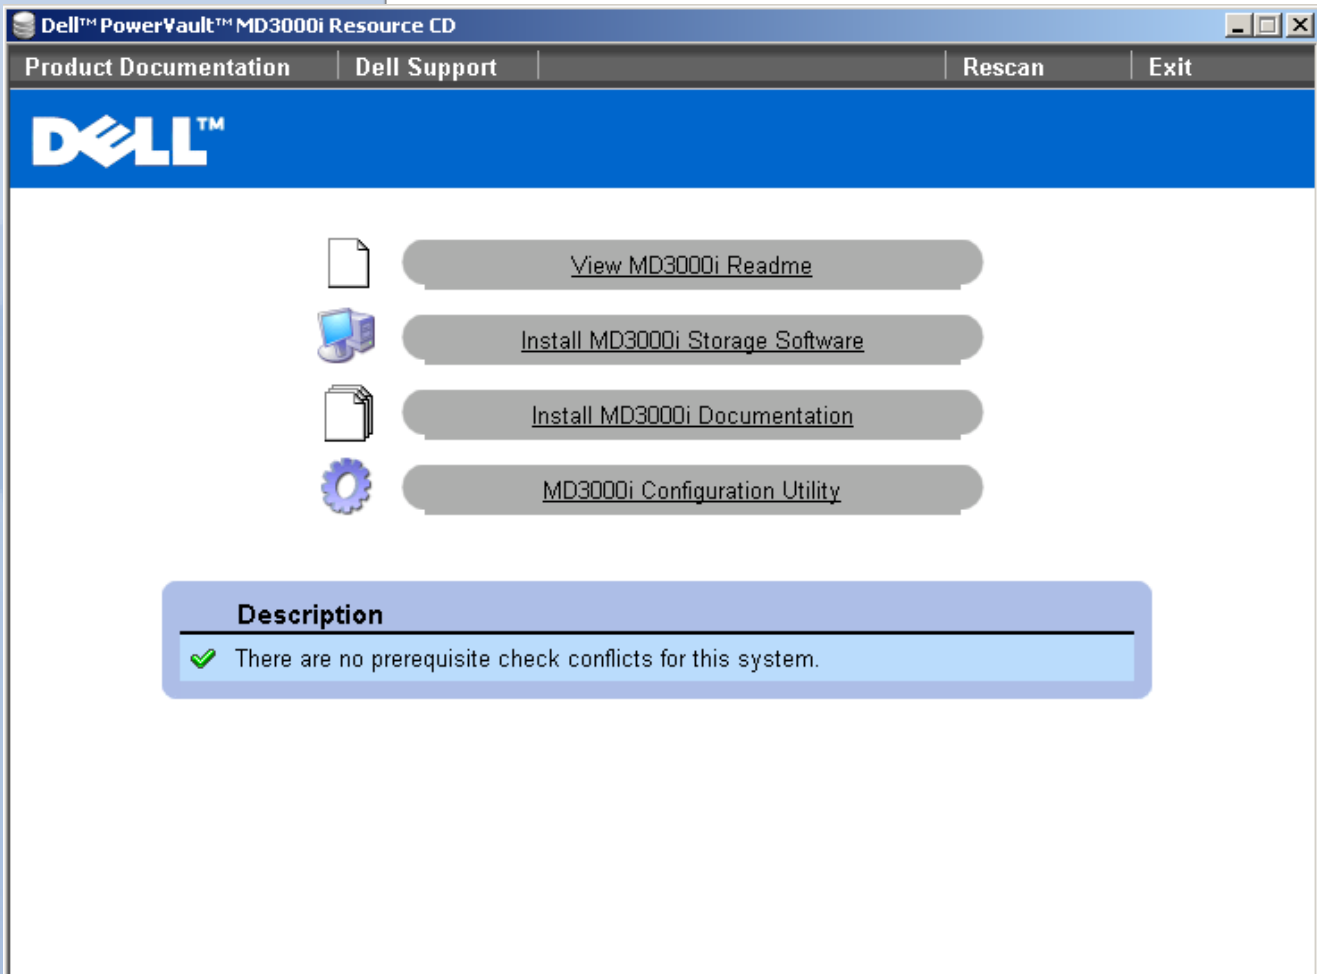 Dell™ PowerVault™ MD3000i Resource CD
Product Documentation Dell Support Rescan Exit
DELL™
View MD3000i Readme
Install MD3000i Storage Software
Install MD3000i Documentation
MD3000i Configuration Utility
Description
There are no prerequisite check conflicts for this system.